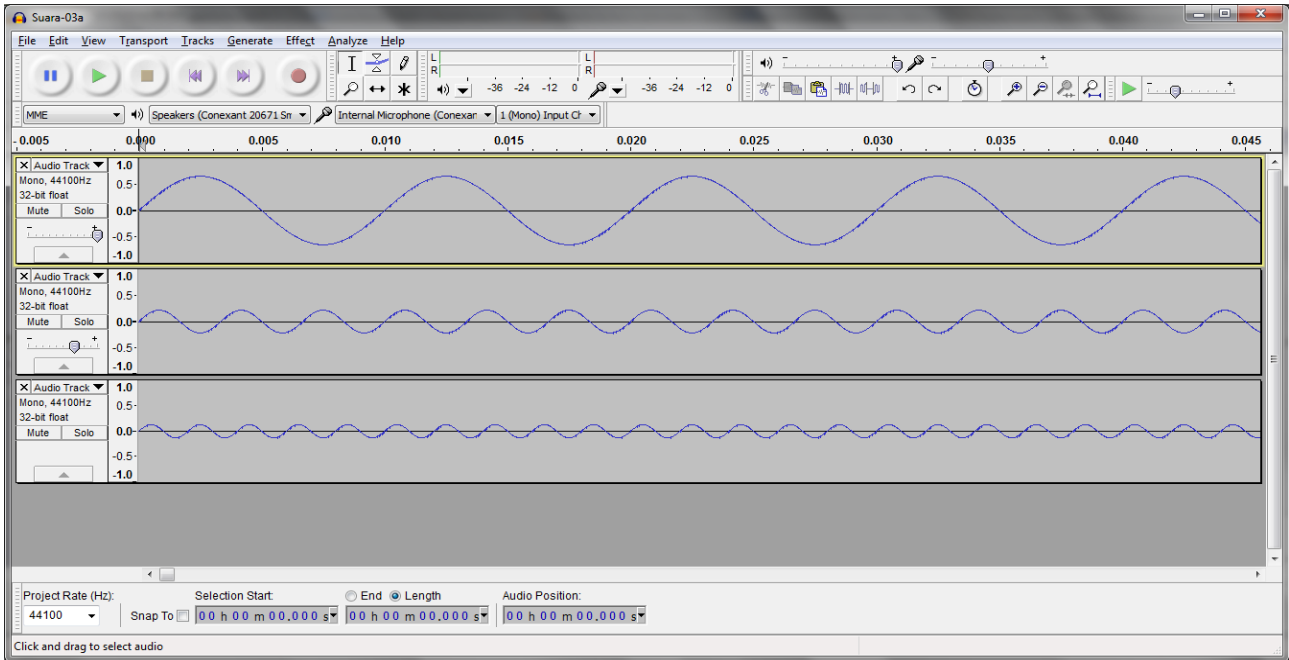 Suara-03a
File Edit View Transport Tracks Generate Effect Analyze Help
L
R
-36 -24 -12 0
L
R
-36 -24 -12 0
MME
Speakers (Conexant 20671 Sm
Internal Microphone (Conexan
1 (Mono) Input Ch
-0.005 0.000 0.005 0.010 0.015 0.020 0.025 0.030 0.035 0.040 0.045
X Audio Track
Mono, 44100Hz
32-bit float
Mute Solo
- +
1.0
0.5
0.0
-0.5
-1.0
X Audio Track
Mono, 44100Hz
32-bit float
Mute Solo
- +
1.0
0.5
0.0
-0.5
-1.0
X Audio Track
Mono, 44100Hz
32-bit float
Mute Solo
1.0
0.5
0.0
-0.5
-1.0
Project Rate (Hz): Selection Start: End Length Audio Position:
44100 Snap To 00 h 00 m 00.000 s 00 h 00 m 00.000 s 00 h 00 m 00.000 s
Click and drag to select audio